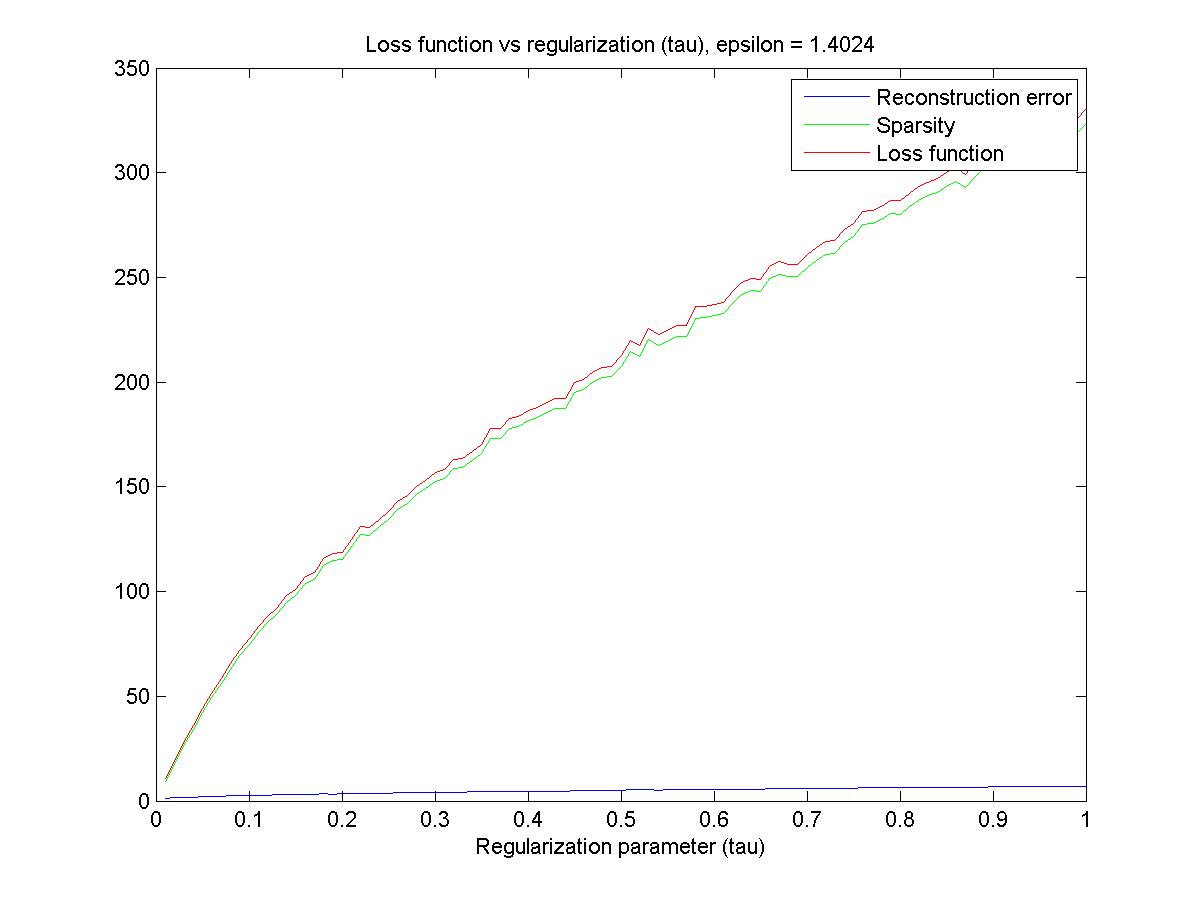 Loss function vs regularization (tau), epsilon = 1.4024
350
300
250
200
150
100
50
0
Reconstruction error
Sparsity
Loss function
0 0.1 0.2 0.3 0.4 0.5 0.6 0.7 0.8 0.9 1
Regularization parameter (tau)